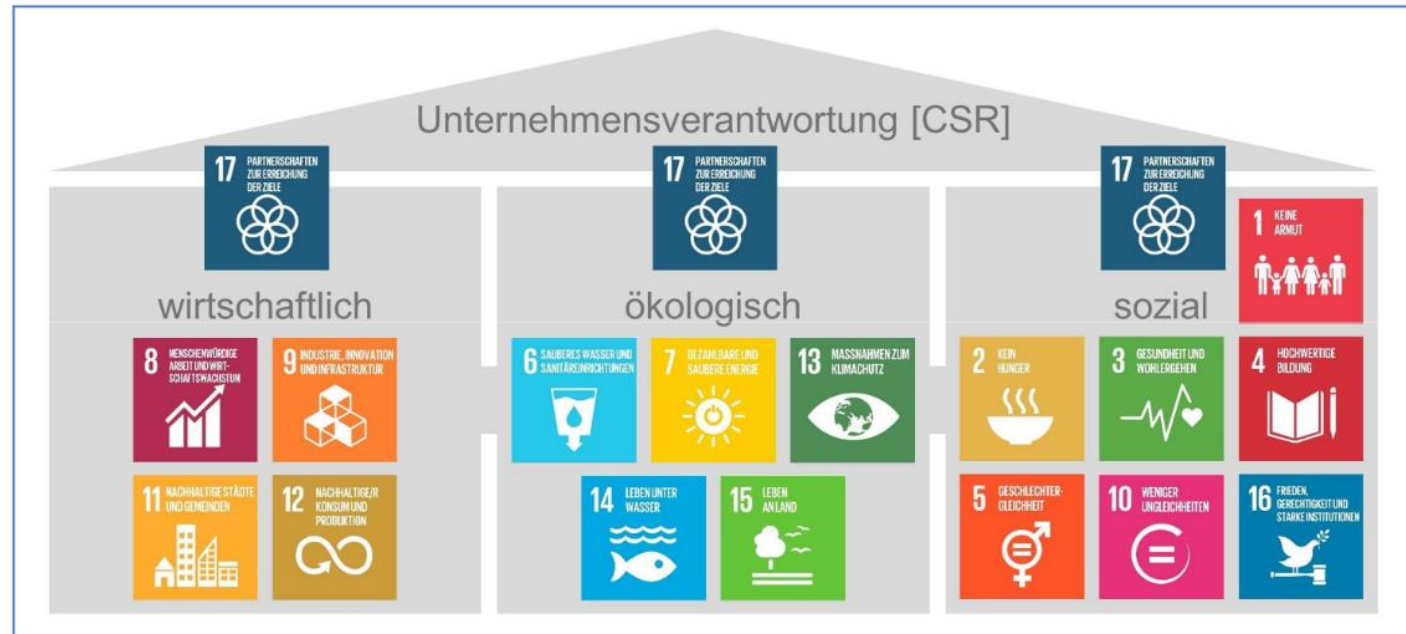 Unternehmensverantwortung [CSR]
17 PARTNERSCHAFTEN
ZUR ERREICHUNG
DER ZIELE
wirtschaftlich
8 MENSCHENWÜRDIGE
ARBEIT UND WIRT-
SCHAFTSWACHSTUM
9 INDUSTRIE, INNOVATION
UND INFRASTRUKTUR
11 NACHHALTIGE STÄDTE
UND GEMEINDEN
12 NACHHALTIGE/R
KONSUM UND
PRODUKTION
17 PARTNERSCHAFTEN
ZUR ERREICHUNG
DER ZIELE
ökologisch
6 SAUBERES WASSER UND
SANITÄREINRICHTUNGEN
7 BEZAHLBARE UND
SAUBERE ENERGIE
13 MASSNAHMEN ZUM
KLIMACHUTZ
14 LEBEN UNTER
WASSER
15 LEBEN
AN LAND
17 PARTNERSCHAFTEN
ZUR ERREICHUNG
DER ZIELE
sozial
1 KEINE
ARMUT
2 KEIN
HUNGER
3 GESUNDHEIT UND
WOHLERGEHEN
4 HOCHWERTIGE
BILDUNG
5 GESCHLECHTER-
GLEICHHEIT
10 WENIGER
UNGLEICHHEITEN
16 FRIEDEN,
GERECHTIGKEIT UND
STARKE INSTITUTIONEN